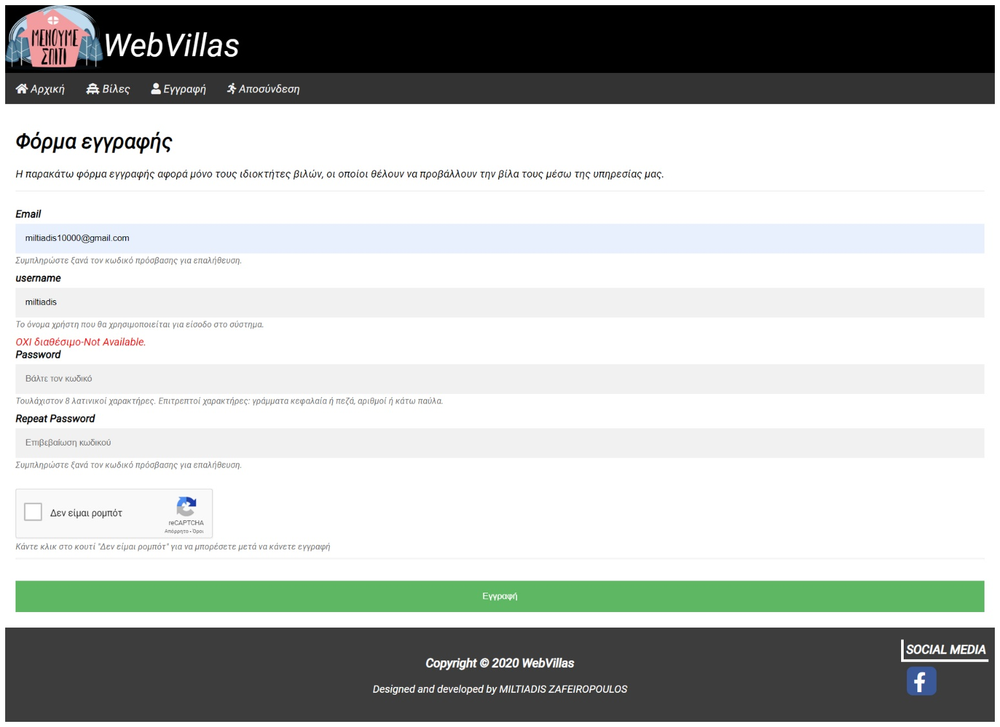 ΜΕΝΟΥΜΕ
ΣΠΙΤΙ
WebVillas
Αρχική Βίλες Εγγραφή Αποσύνδεση
Φόρμα εγγραφής
Η παρακάτω φόρμα εγγραφής αφορά μόνο τους ιδιοκτήτες βιλών, οι οποίοι θέλουν να προβάλλουν την βίλα τους μέσω της υπηρεσίας μας.
Email
miltiadis10000@gmail.com
Συμπληρώστε ξανά τον κωδικό πρόσβασης για επαλήθευση.
username
miltiadis
Το όνομα χρήστη που θα χρησιμοποιείται για είσοδο στο σύστημα.
ΟΧΙ διαθέσιμο-Not Available.
Password
Βάλτε τον κωδικό
Τουλάχιστον 8 λατινικοί χαρακτήρες. Επιτρεπτοί χαρακτήρες: γράμματα κεφαλαία ή πεζά, αριθμοί ή κάτω παύλα.
Repeat Password
Επιβεβαίωση κωδικού
Συμπληρώστε ξανά τον κωδικό πρόσβασης για επαλήθευση.
Δεν είμαι ρομπότ
reCAPTCHA
Απόρρητο - Όροι
Κάντε κλικ στο κουτί "Δεν είμαι ρομπότ" για να μπορέσετε μετά να κάνετε εγγραφή
Εγγραφή
Copyright © 2020 WebVillas
Designed and developed by MILTIADIS ZAFEIROPOULOS
SOCIAL MEDIA